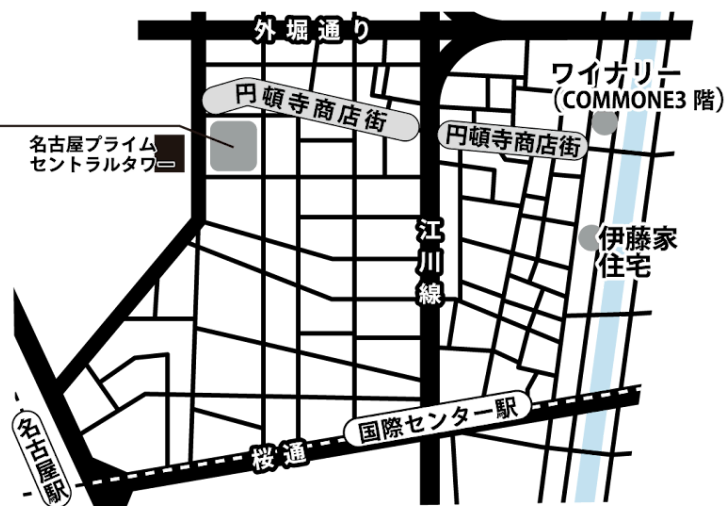 外堀通り
ワイナリー
（COMMONE3 階）
円頓寺商店街
円頓寺商店街
名古屋プライム
セントラルタワー
江川線
伊藤家
住宅
国際センター駅
名古屋駅
桜通